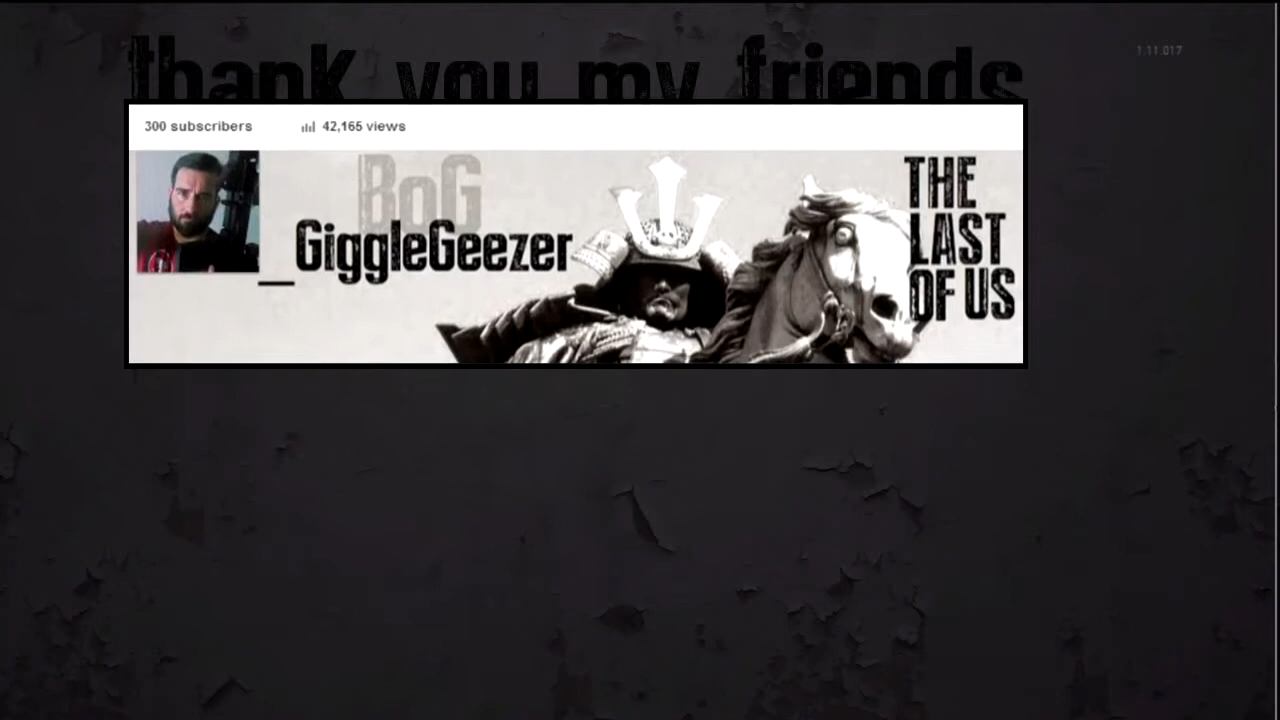 thank you my friends
1.11.017
300 subscribers
42,165 views
BoG
_GiggleGeezer
THE
LAST
OF US